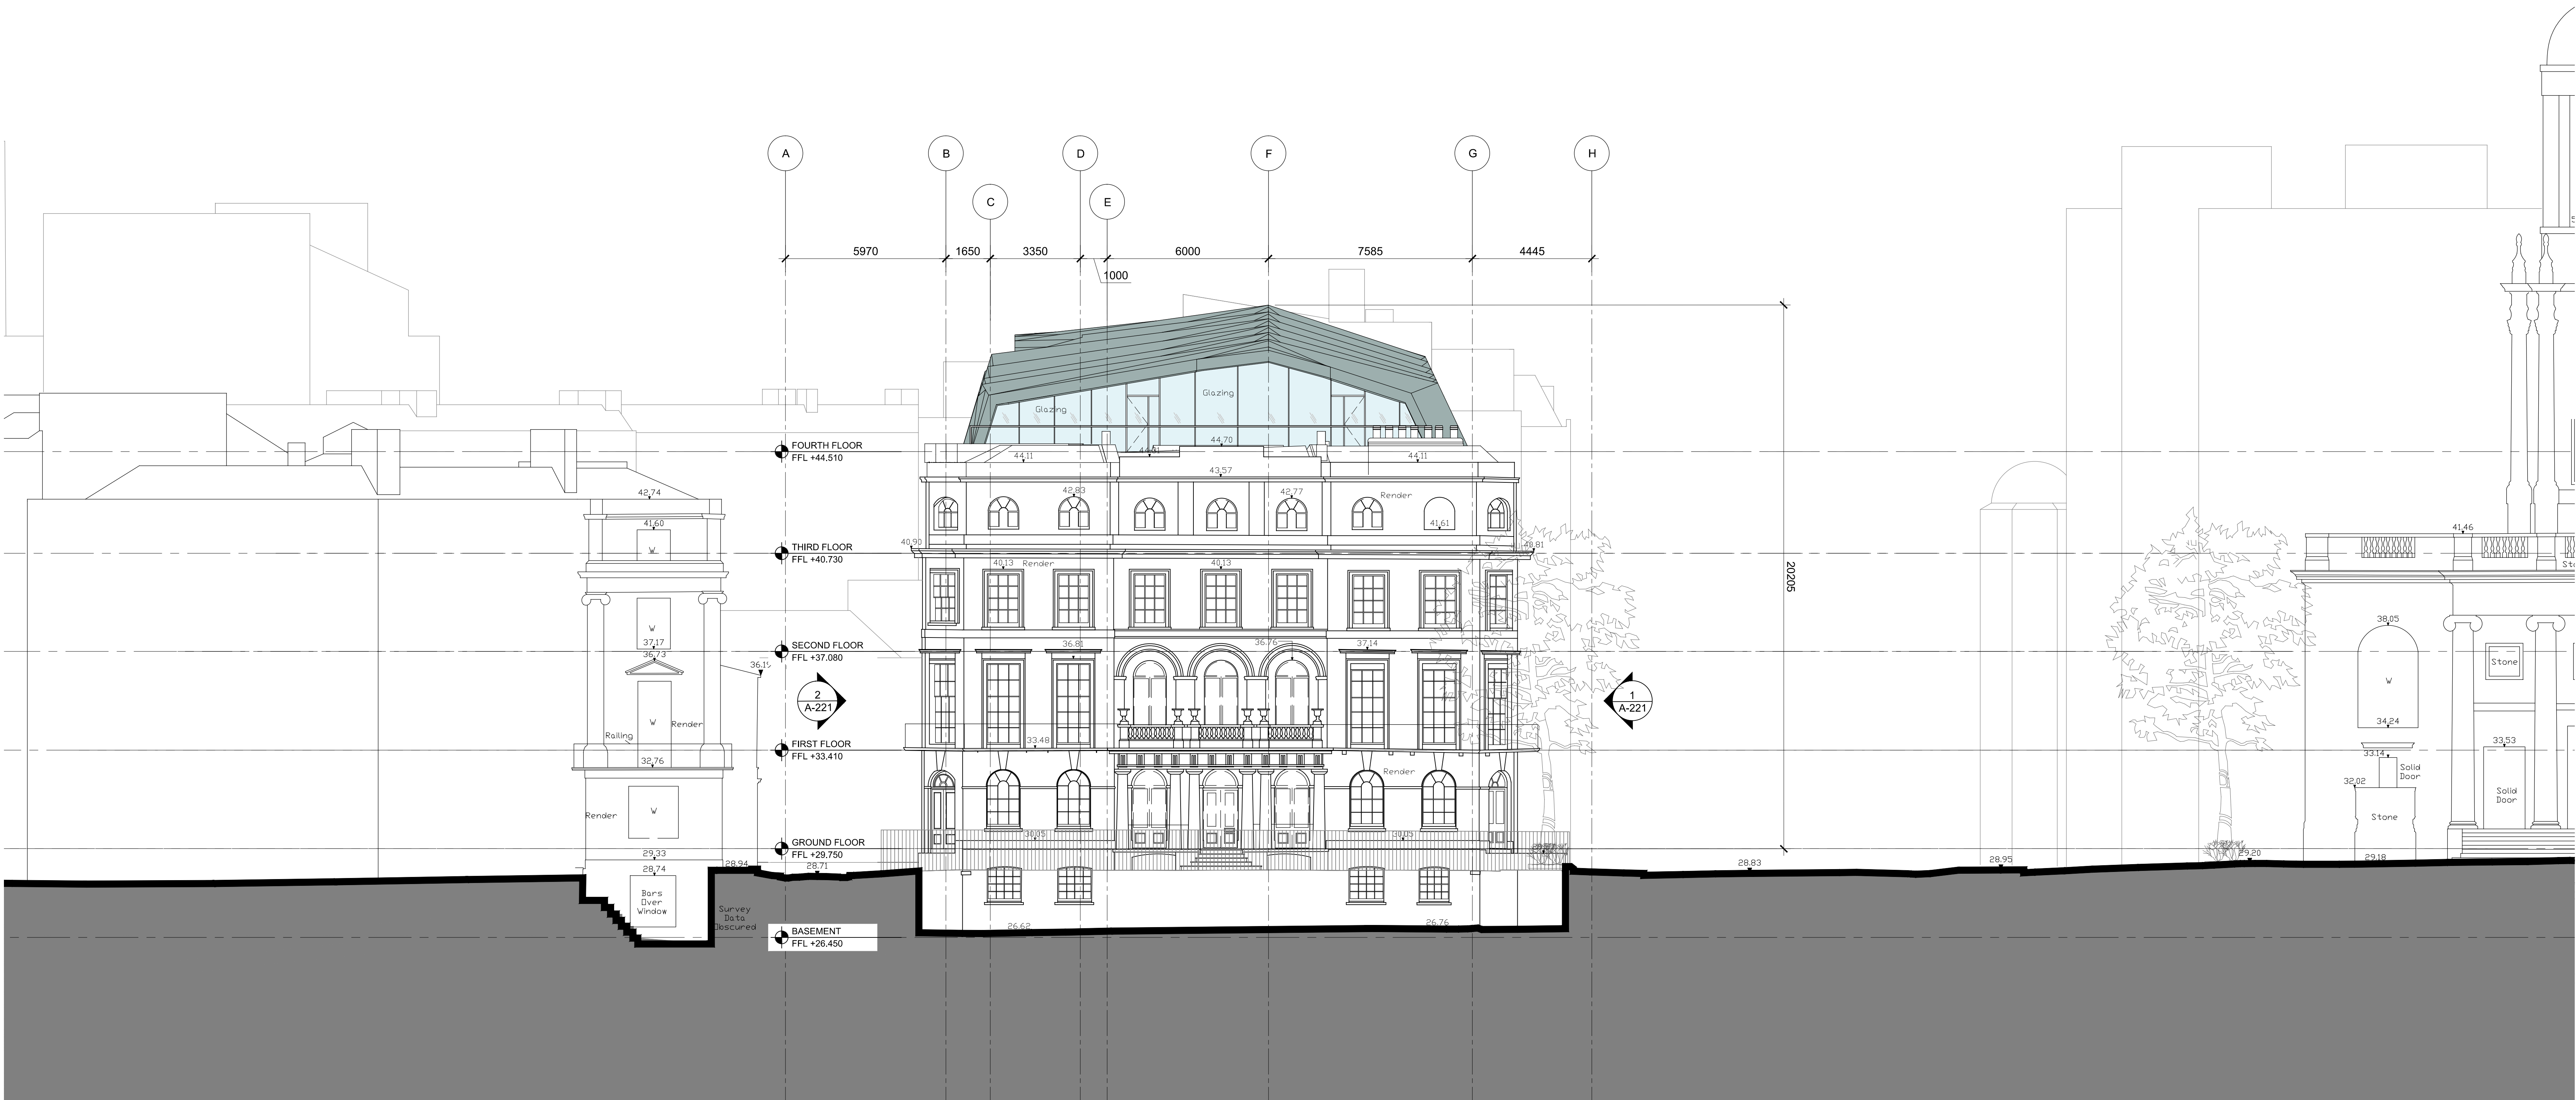 A
B
D
F
G
H
C
E
5970
1650
3350
6000
7585
4445
1000
Glazing
Glazing
FOURTH FLOOR
FFL +44.510
44.70
44.11
44.11
43.57
42.74
42.83
42.77
Render
41.60
41.61
41.46
W
40.90
40.81
THIRD FLOOR
FFL +40.730
40.13
Render
40.13
20205
W
38.05
37.17
36.73
36.81
36.76
37.14
SECOND FLOOR
FFL +37.080
Stone
W
2
A-221
1
A-221
W
Render
Railing
34.24
33.53
33.14
FIRST FLOOR
FFL +33.410
33.48
32.76
Render
Solid
Door
32.02
W
Render
Solid
Door
Stone
30.05
30.05
GROUND FLOOR
FFL +29.750
29.33
29.20
29.18
28.94
28.71
28.74
28.83
28.95
Bars
Over
Window
Survey
Data
Obscured
26.62
26.76
BASEMENT
FFL +26.450